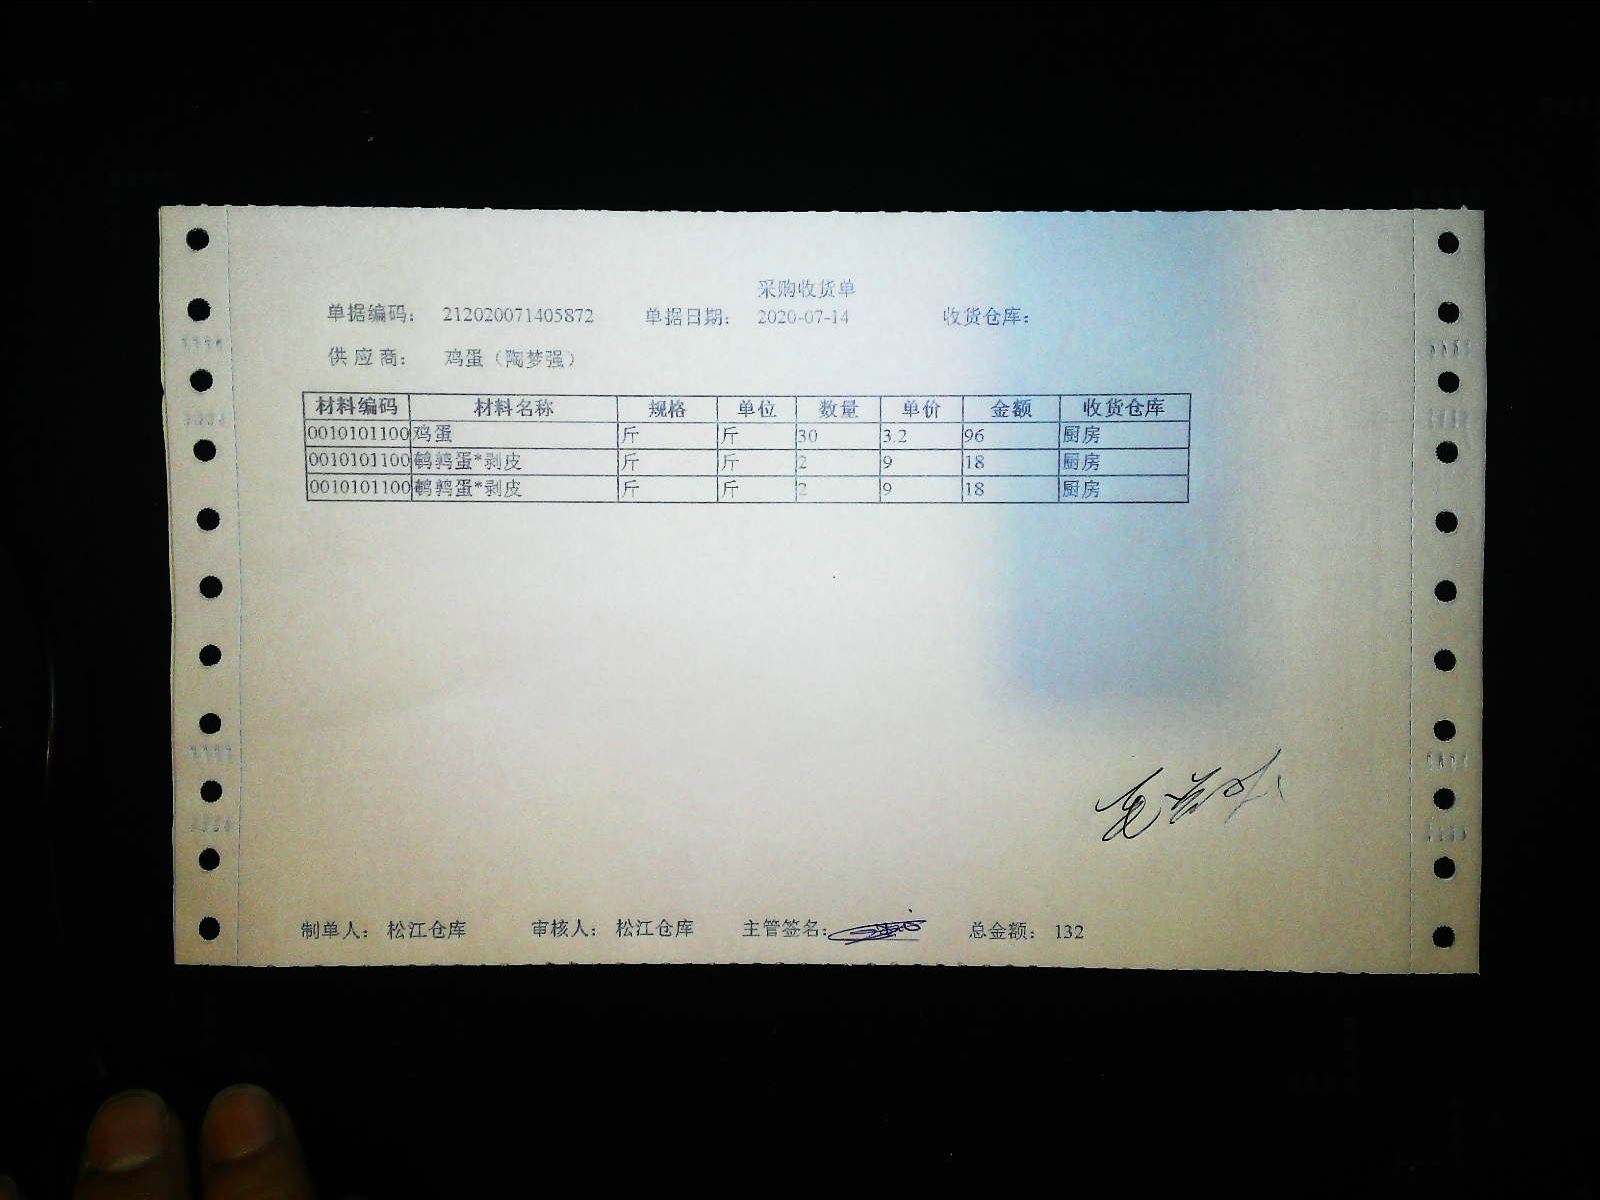 采购收货单
单据编码： 212020071405872 单据日期： 2020-07-14 收货仓库：
供 应 商： 鸡蛋（陶梦强）
材料编码 材料名称 规格 单位 数量 单价 金额 收货仓库
0010101100 鸡蛋 斤 斤 30 3.2 96 厨房
0010101100 鹌鹑蛋*剥皮 斤 斤 2 9 18 厨房
0010101100 鹌鹑蛋*剥皮 斤 斤 2 9 18 厨房
制单人： 松江仓库 审核人： 松江仓库 主管签名： 总金额： 132